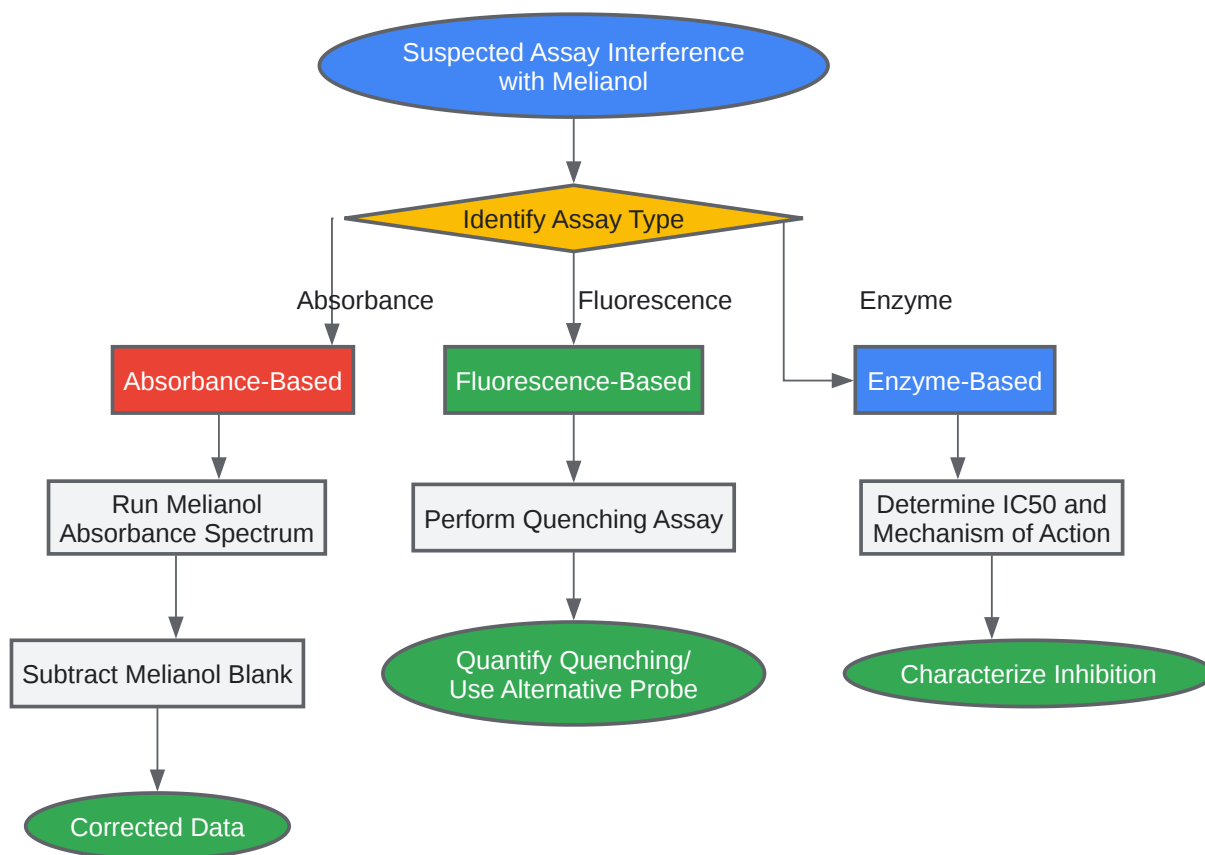 Suspected Assay Interference
with Melianol
Identify Assay Type
Absorbance
Fluorescence
Enzyme
Absorbance-Based
Fluorescence-Based
Enzyme-Based
Run Melianol
Absorbance Spectrum
Perform Quenching Assay
Determine IC50 and
Mechanism of Action
Subtract Melianol Blank
Quantify Quenching/
Use Alternative Probe
Characterize Inhibition
Corrected Data